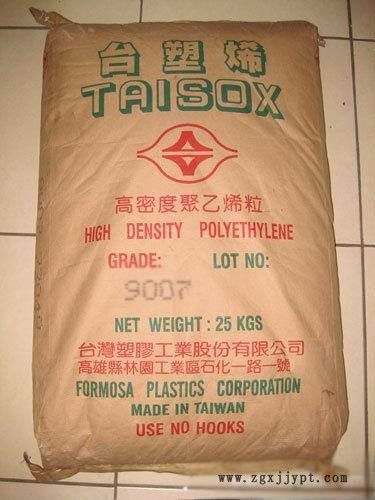 台塑烯
TAISOX
高密度聚乙烯粒
HIGH DENSITY POLYETHYLENE
GRADE: LOT NO:
9007
NET WEIGHT : 25 KGS
台灣塑膠工業股份有限公司
高雄縣林園工業區石化一路一號
FORMOSA PLASTICS CORPORATION
MADE IN TAIWAN
USE NO HOOKS
www.zgxjjypt.com